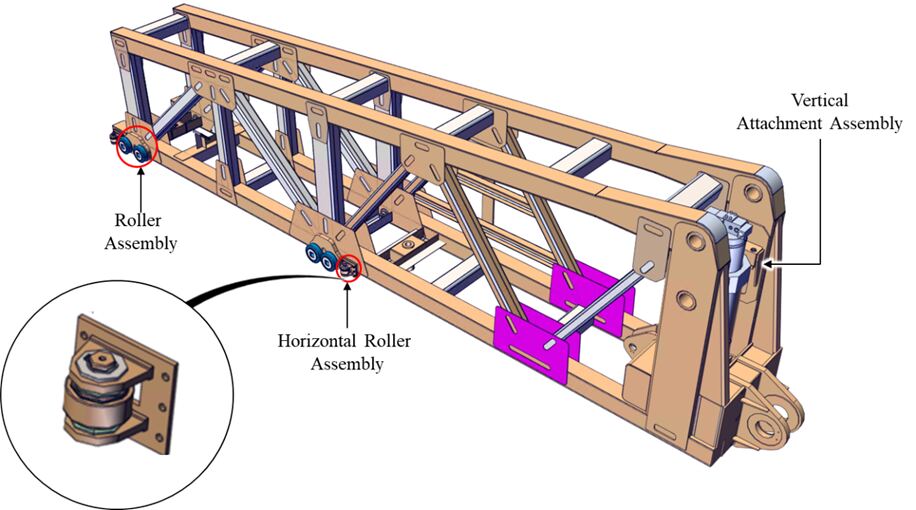 Vertical
Attachment Assembly
Roller
Assembly
Horizontal Roller
Assembly